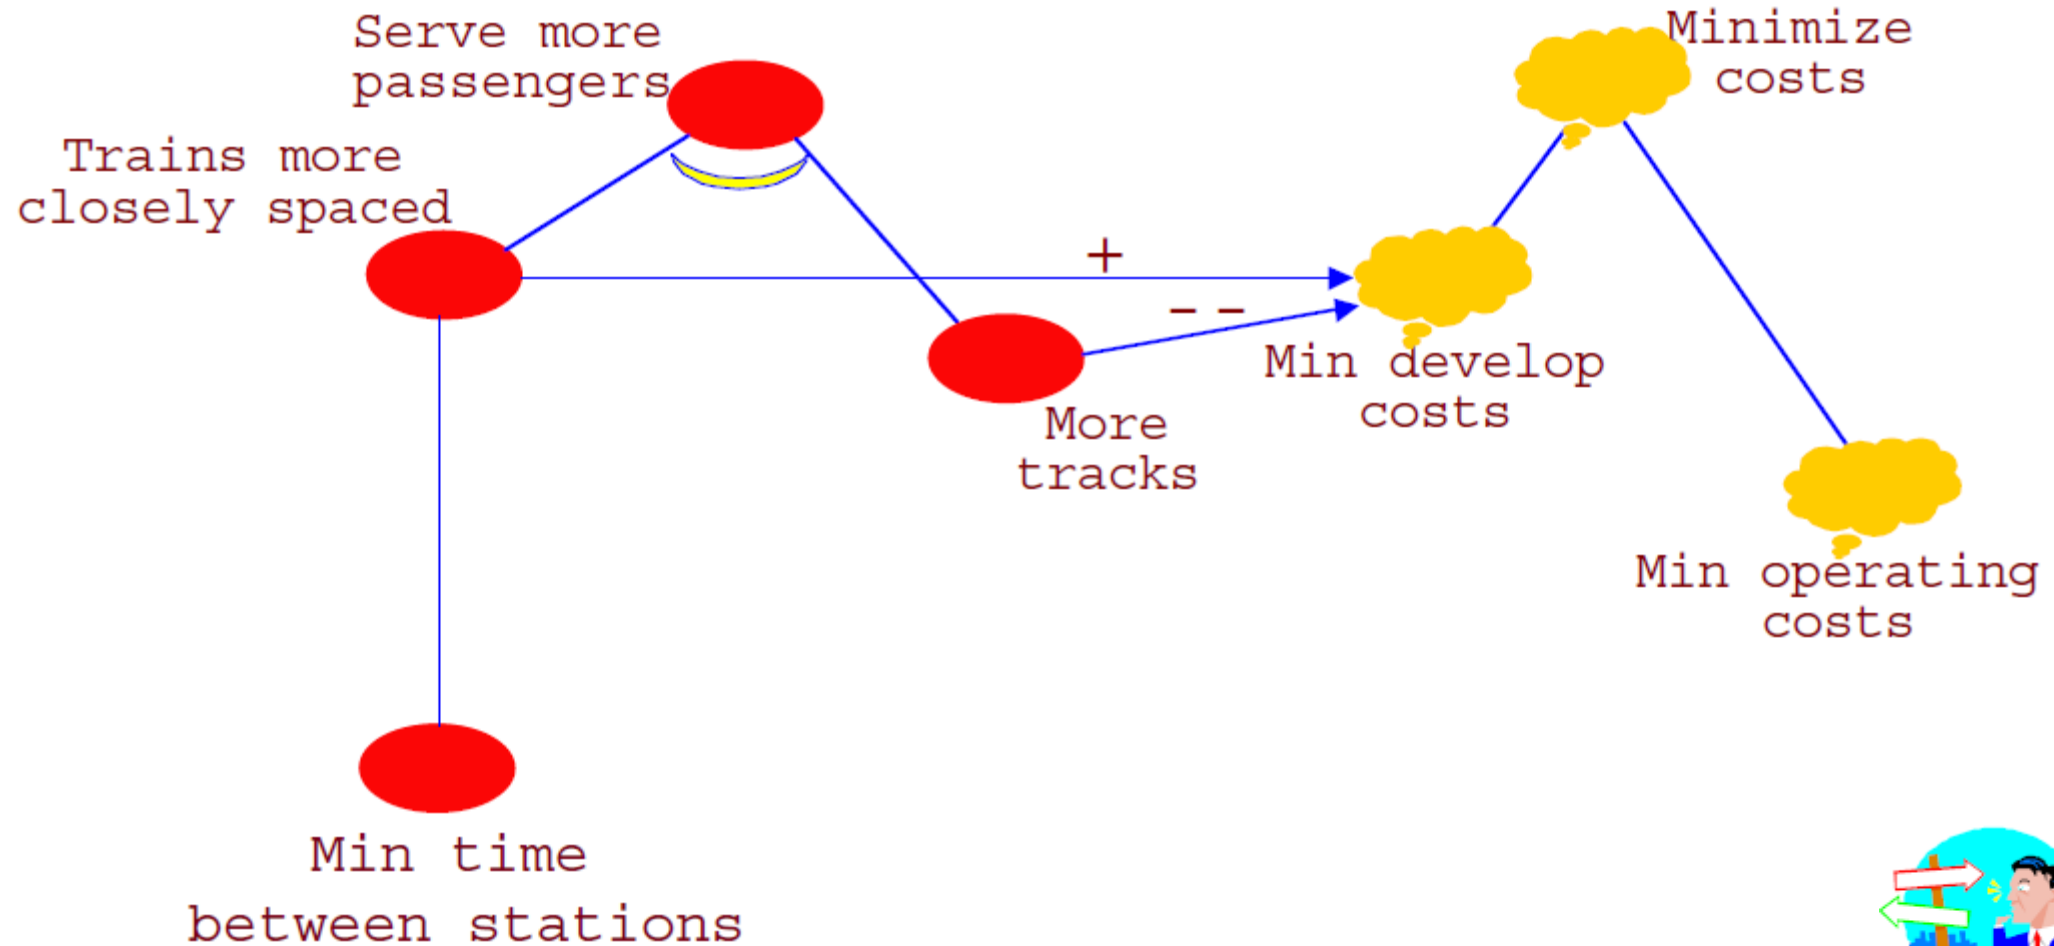 Serve more
passengers
Minimize
costs
Trains more
closely spaced
+
--
Min develop
costs
More
tracks
Min operating
costs
Min time
between stations